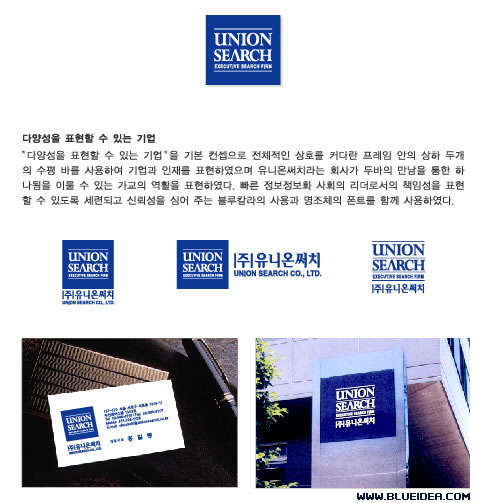 UNION
SEARCH
EXECUTIVE SEARCH FIRM
다양성을 표현할 수 있는 기업
"다양성을 표현할 수 있는 기업"을 기본 컨셉으로 전체적인 상호를 커다란 프레임 안의 상하 두개
의 수평 바를 사용하여 기업과 인재를 표현하였으며 유니온써치라는 회사가 두바의 만남을 통한 하
나됨을 이룰 수 있는 가교의 역할을 표현하였다. 빠른 정보정보화 사회의 리더로서의 책임성을 표현
할 수 있도록 세련되고 신뢰성을 심어 주는 블루칼라의 사용과 명조체의 폰트를 함께 사용하였다.
UNION
SEARCH
EXECUTIVE SEARCH FIRM
(주)유니온써치
UNION SEARCH CO., LTD.
UNION
SEARCH
EXECUTIVE SEARCH FIRM
(주)유니온써치
UNION SEARCH CO., LTD.
UNION
SEARCH
EXECUTIVE SEARCH FIRM
(주)유니온써치
UNION
SEARCH
EXECUTIVE SEARCH FIRM
(주)유니온써치
홍 길 동
UNION
SEARCH
EXECUTIVE SEARCH FIRM
(주)유니온써치
WWW.BLUEIDEA.COM